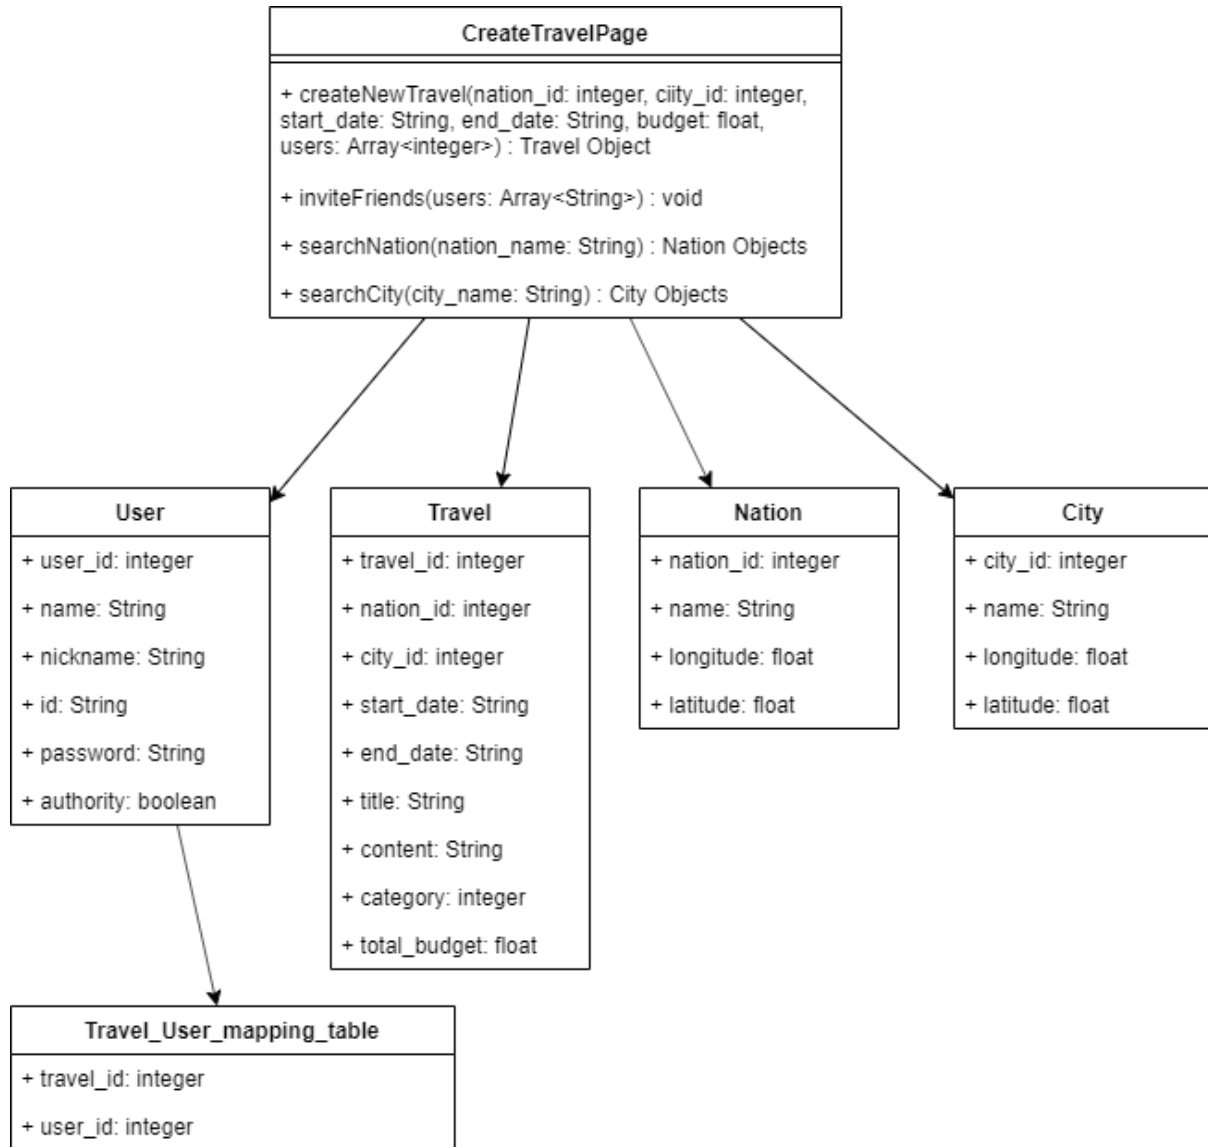 CreateTravelPage
+ createNewTravel(nation_id: integer, ciity_id: integer,
start_date: String, end_date: String, budget: float,
users: Array<integer>) : Travel Object
+ inviteFriends(users: Array<String>) : void
+ searchNation(nation_name: String) : Nation Objects
+ searchCity(city_name: String) : City Objects
User
+ user_id: integer
+ name: String
+ nickname: String
+ id: String
+ password: String
+ authority: boolean
Travel
+ travel_id: integer
+ nation_id: integer
+ city_id: integer
+ start_date: String
+ end_date: String
+ title: String
+ content: String
+ category: integer
+ total_budget: float
Nation
+ nation_id: integer
+ name: String
+ longitude: float
+ latitude: float
City
+ city_id: integer
+ name: String
+ longitude: float
+ latitude: float
Travel_User_mapping_table
+ travel_id: integer
+ user_id: integer